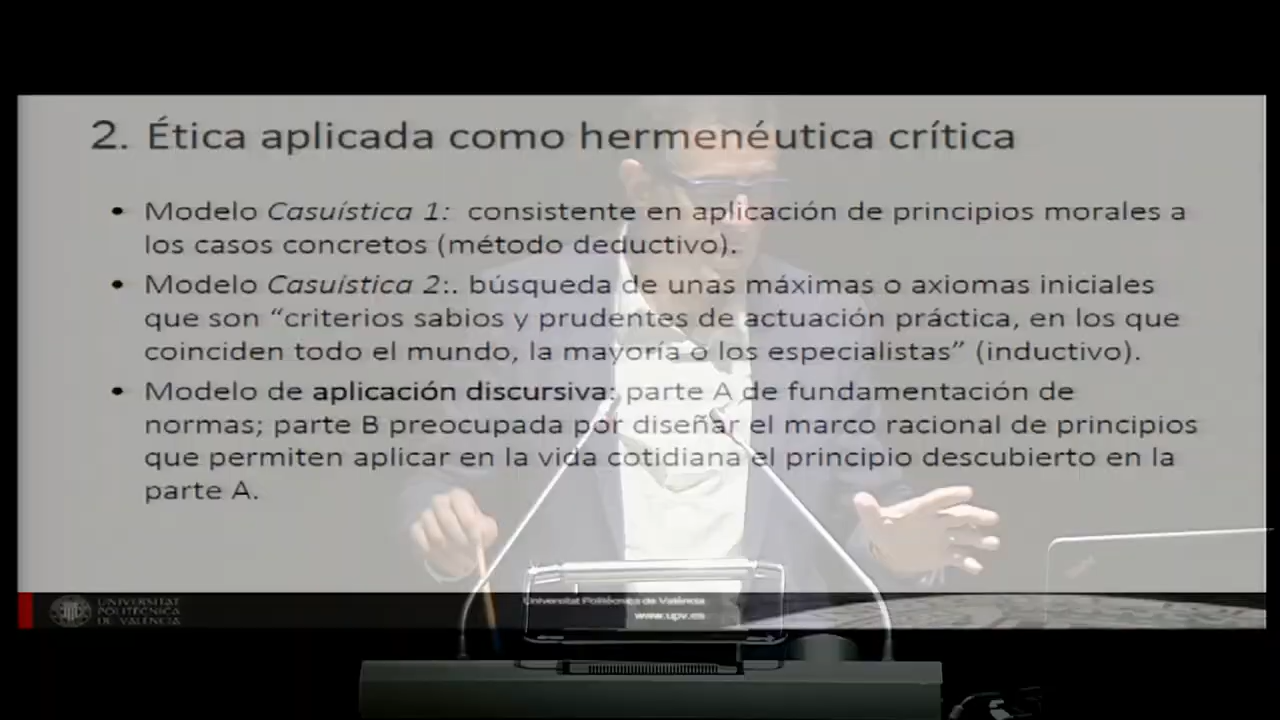 2. Ética aplicada como hermenéutica crítica
• Modelo Casuística 1: consistente en aplicación de principios morales a
los casos concretos (método deductivo).
• Modelo Casuística 2:. búsqueda de unas máximas o axiomas iniciales
que son “criterios sabios y prudentes de actuación práctica, en los que
coinciden todo el mundo, la mayoría o los especialistas” (inductivo).
• Modelo de aplicación discursiva: parte A de fundamentación de
normas; parte B preocupada por diseñar el marco racional de principios
que permiten aplicar en la vida cotidiana el principio descubierto en la
parte A.
UNIVERSITAT
POLITÈCNICA
DE VALÈNCIA
Universitat Politècnica de València
www.upv.es